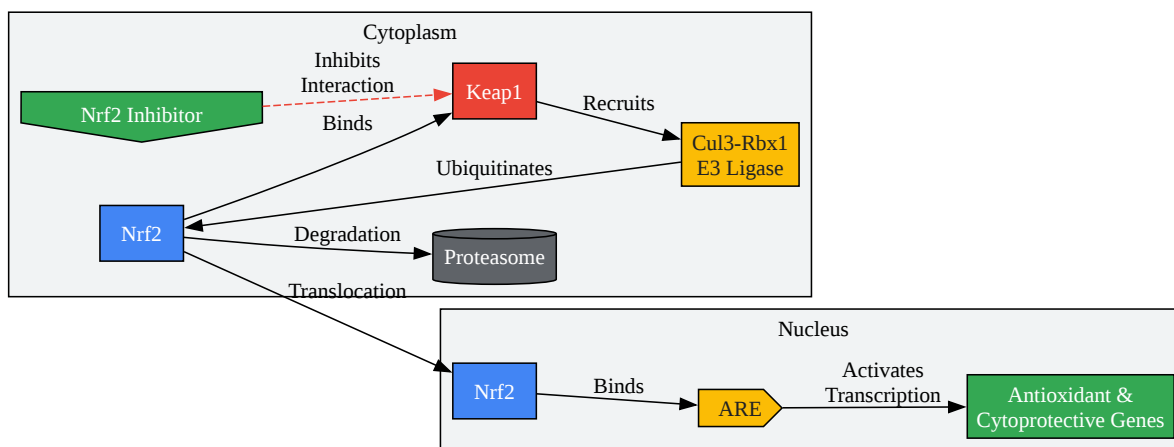 Cytoplasm
Inhibits
Interaction
Keap1
Nrf2 Inhibitor
Recruits
Binds
Cul3-Rbx1
E3 Ligase
Ubiquitinates
Nrf2
Degradation
Proteasome
Translocation
Nucleus
Nrf2
Binds
ARE
Activates
Transcription
Antioxidant &
Cytoprotective Genes